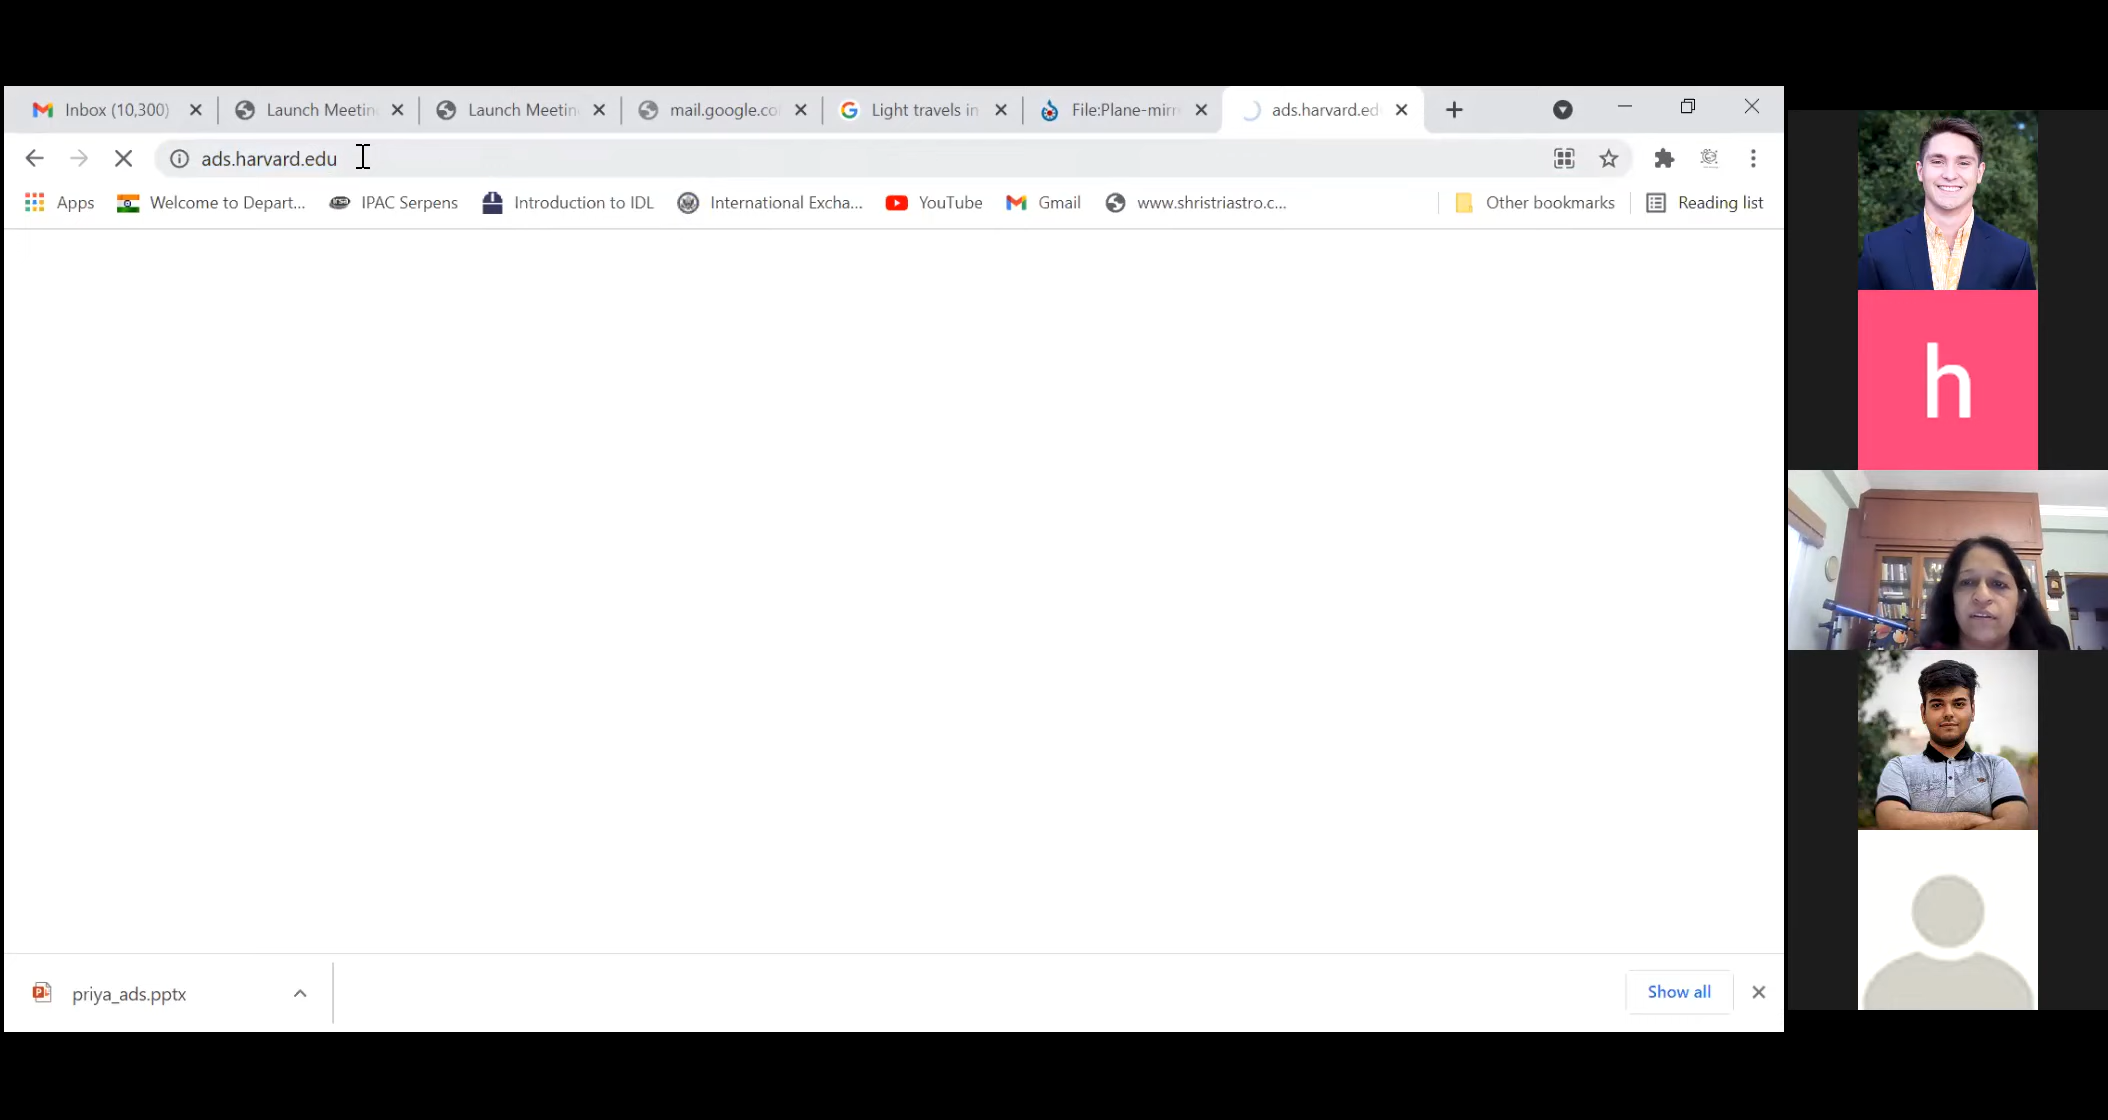 Inbox (10,300)
Launch Meetin
Launch Meetin
mail.google.co
Light travels in
File:Plane-mirr
ads.harvard.ed
ads.harvard.edu
Apps
Welcome to Depart...
IPAC Serpens
Introduction to IDL
International Excha...
YouTube
Gmail
www.shristriastro.c...
Other bookmarks
Reading list
h
priya_ads.pptx
Show all